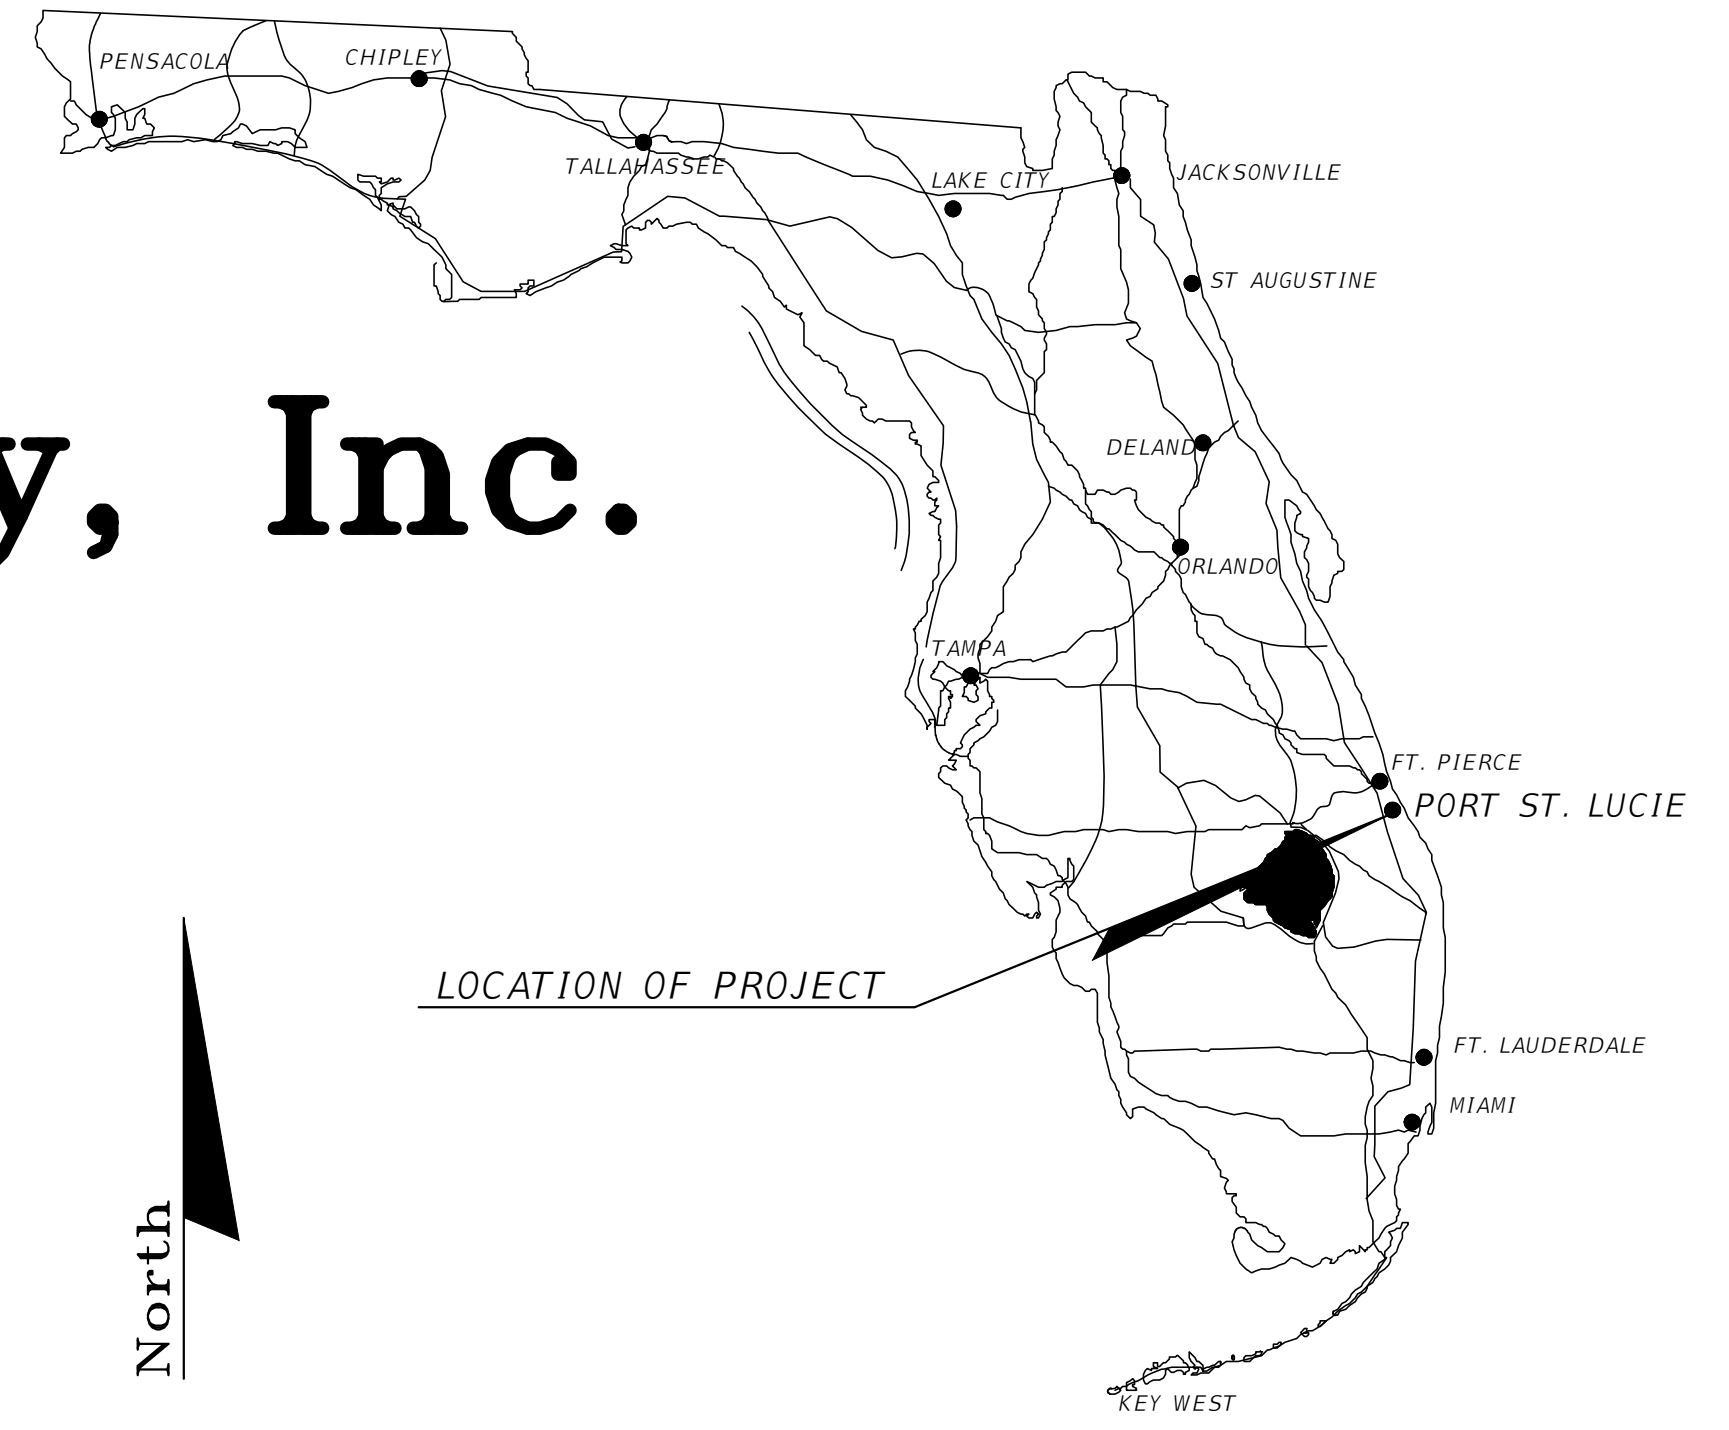 PENSACOLA
CHIPLEY
TALLAHASSEE
LAKE CITY
JACKSONVILLE
ST AUGUSTINE
y, Inc.
DELAND
ORLANDO
TAMPA
FT. PIERCE
PORT ST. LUCIE
LOCATION OF PROJECT
FT. LAUDERDALE
MIAMI
North
KEY WEST